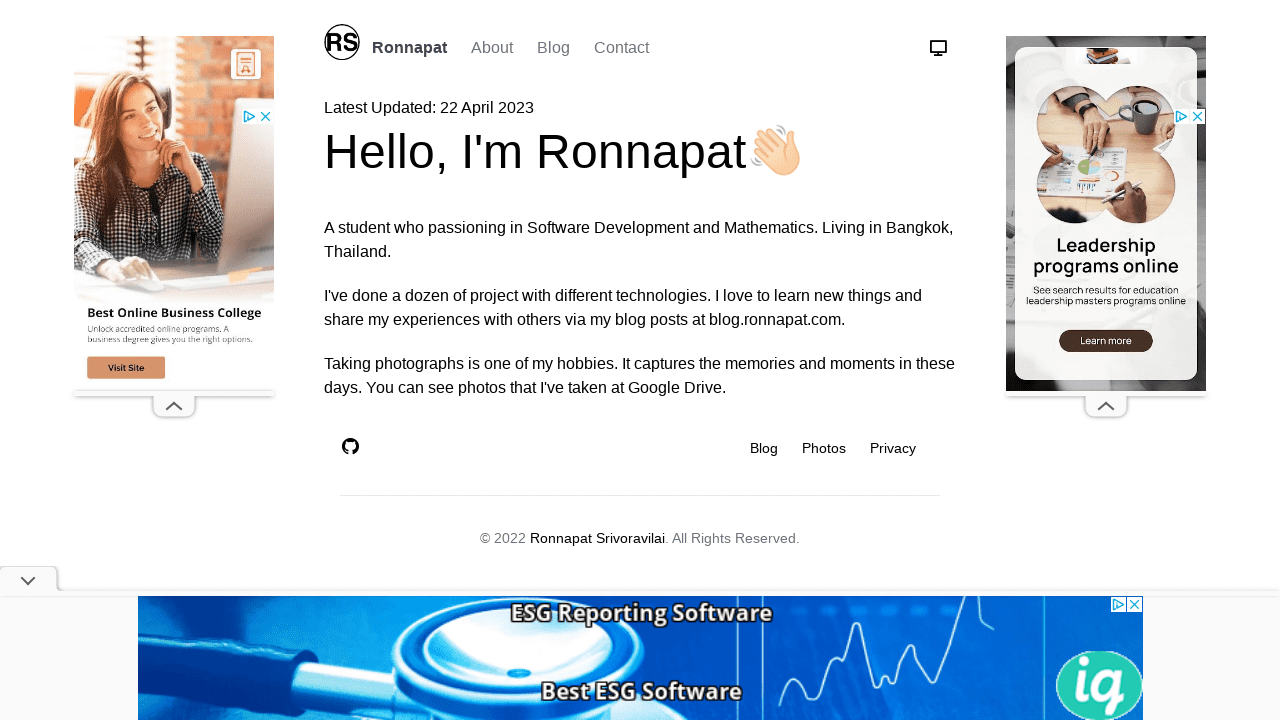 RS
Ronnapat
About
Blog
Contact
Latest Updated: 22 April 2023
Hello, I'm Ronnapat👋🏻
A student who passioning in Software Development and Mathematics. Living in Bangkok,
Thailand.
I've done a dozen of project with different technologies. I love to learn new things and
share my experiences with others via my blog posts at blog.ronnapat.com.
Taking photographs is one of my hobbies. It captures the memories and moments in these
days. You can see photos that I've taken at Google Drive.
Blog
Photos
Privacy
© 2022 Ronnapat Srivoravilai. All Rights Reserved.
Best Online Business College
Unlock accredited online programs. A
business degree gives you the right options.
Visit Site
Leadership
programs online
See search results for education
leadership masters programs online
Learn more
ESG Reporting Software
Best ESG Software
iq